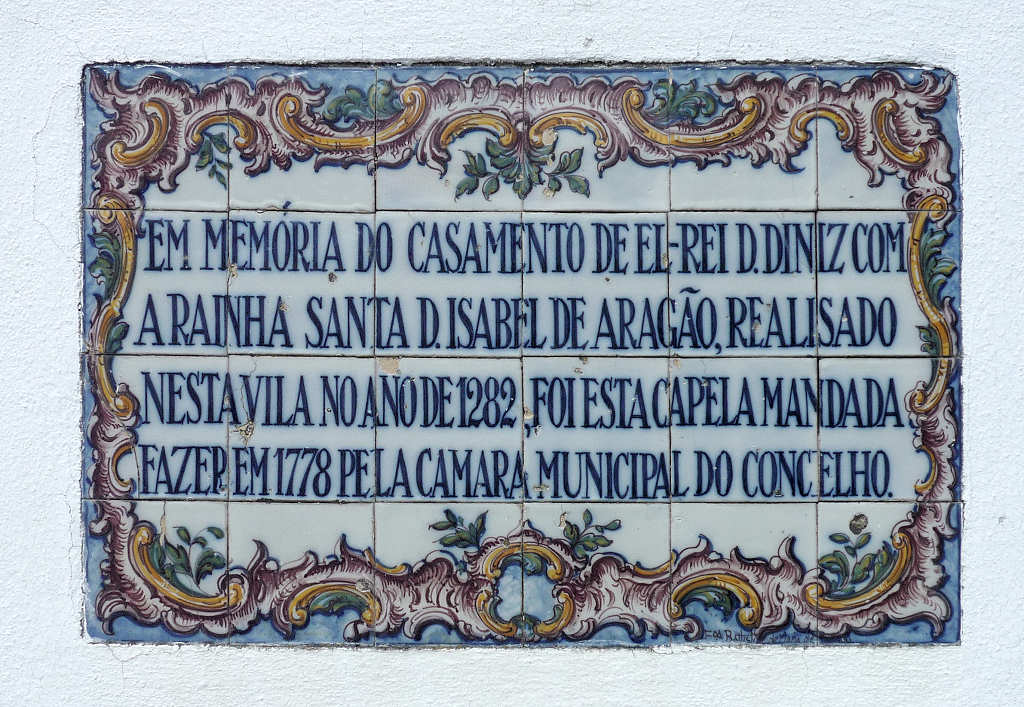 EM MEMÓRIA DO CASAMENTO DE EL-REI D. DINIZ COM
A RAINHA SANTA D. ISABEL DE ARAGÃO, REALISADO
NESTA VILA NO ANO DE 1282, FOI ESTA CAPELA MANDADA
FAZER EM 1778 PELA CAMARA MUNICIPAL DO CONCELHO.